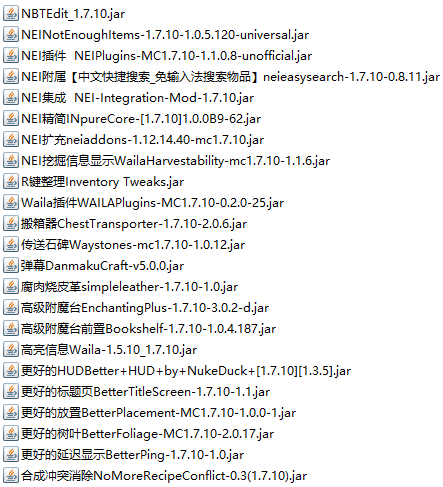 NBTEdit_1.7.10.jar
NEINotEnoughItems-1.7.10-1.0.5.120-universal.jar
NEI插件  NEIPlugins-MC1.7.10-1.1.0.8-unofficial.jar
NEI附属【中文快捷搜索_免输入法搜索物品】neieasysearch-1.7.10-0.8.11.jar
NEI集成  NEI-Integration-Mod-1.7.10.jar
NEI精简INpureCore-[1.7.10]1.0.0B9-62.jar
NEI扩充neiaddons-1.12.14.40-mc1.7.10.jar
NEI挖掘信息显示WailaHarvestability-mc1.7.10-1.1.6.jar
R键整理Inventory Tweaks.jar
Waila插件WAILAPlugins-MC1.7.10-0.2.0-25.jar
搬箱器ChestTransporter-1.7.10-2.0.6.jar
传送石碑Waystones-mc1.7.10-1.0.12.jar
弹幕DanmakuCraft-v5.0.0.jar
腐肉烧皮革simpleleather-1.7.10-1.0.jar
高级附魔台EnchantingPlus-1.7.10-3.0.2-d.jar
高级附魔台前置Bookshelf-1.7.10-1.0.4.187.jar
高亮信息Waila-1.5.10_1.7.10.jar
更好的HUDBetter+HUD+by+NukeDuck+[1.7.10][1.3.5].jar
更好的标题页BetterTitleScreen-1.7.10-1.1.jar
更好的放置BetterPlacement-MC1.7.10-1.0.0-1.jar
更好的树叶BetterFoliage-MC1.7.10-2.0.17.jar
更好的延迟显示BetterPing-1.7.10-1.0.jar
合成冲突消除NoMoreRecipeConflict-0.3(1.7.10).jar